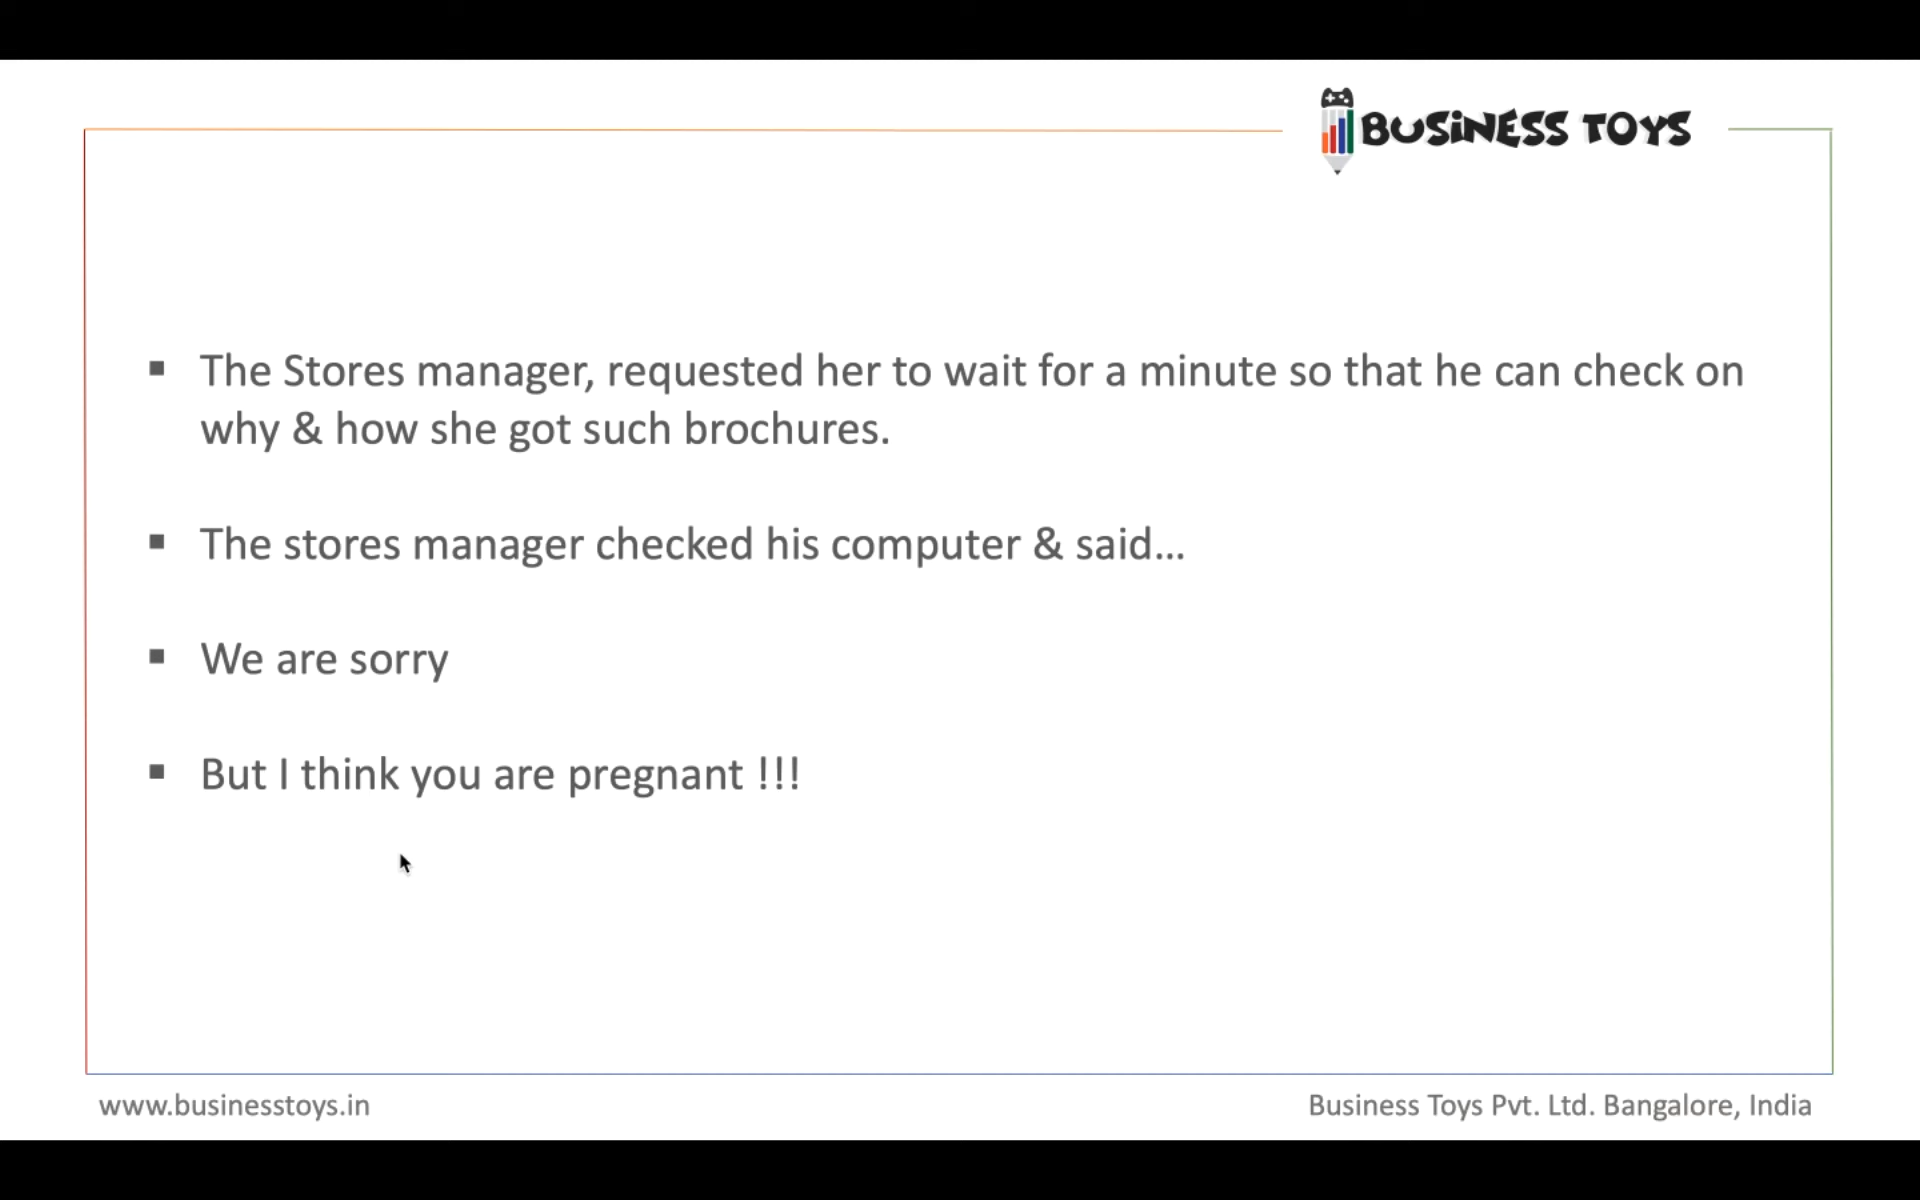 BUSINESS TOYS
▪ The Stores manager, requested her to wait for a minute so that he can check on
why & how she got such brochures.
▪ The stores manager checked his computer & said...
▪ We are sorry
▪ But I think you are pregnant !!!
www.businesstoys.in
Business Toys Pvt. Ltd. Bangalore, India